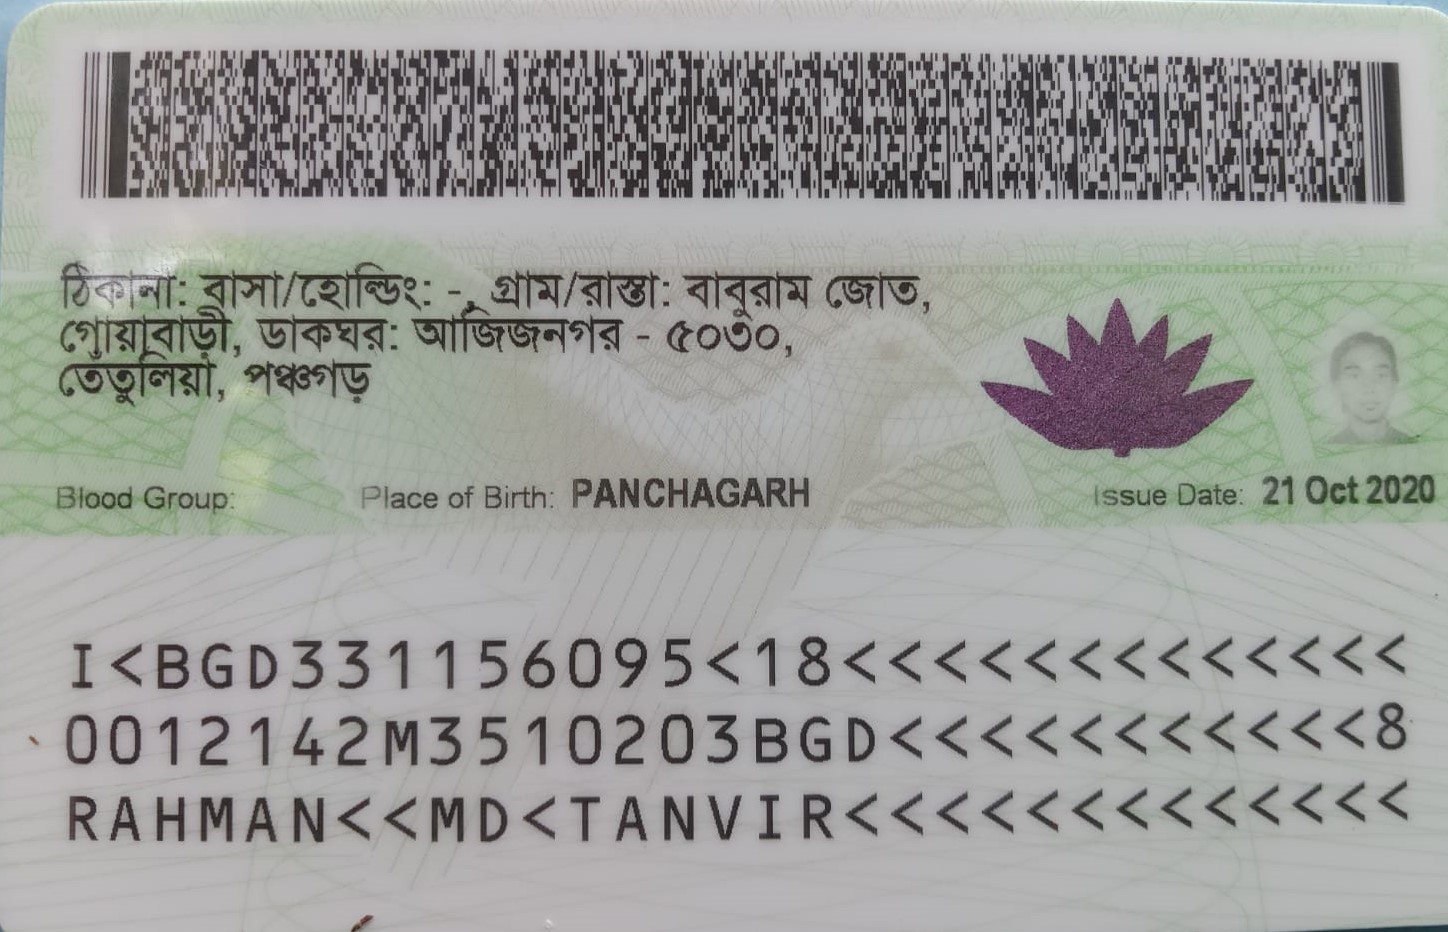 ঠিকানা: বাসা/হোল্ডিং: -, গ্রাম/রাস্তা: বাবুরাম জোত,
গোয়াবাড়ী, ডাকঘর: আজিজনগর - ৫০৩০,
তেঁতুলিয়া, পঞ্চগড়
Blood Group: Place of Birth: PANCHAGARH Issue Date: 21 Oct 2020
I<BGD331156095<18<<<<<<<<<<<<<
0012142M3510203BGD<<<<<<<<<<<8
RAHMAN<<MD<TANVIR<<<<<<<<<<<<<